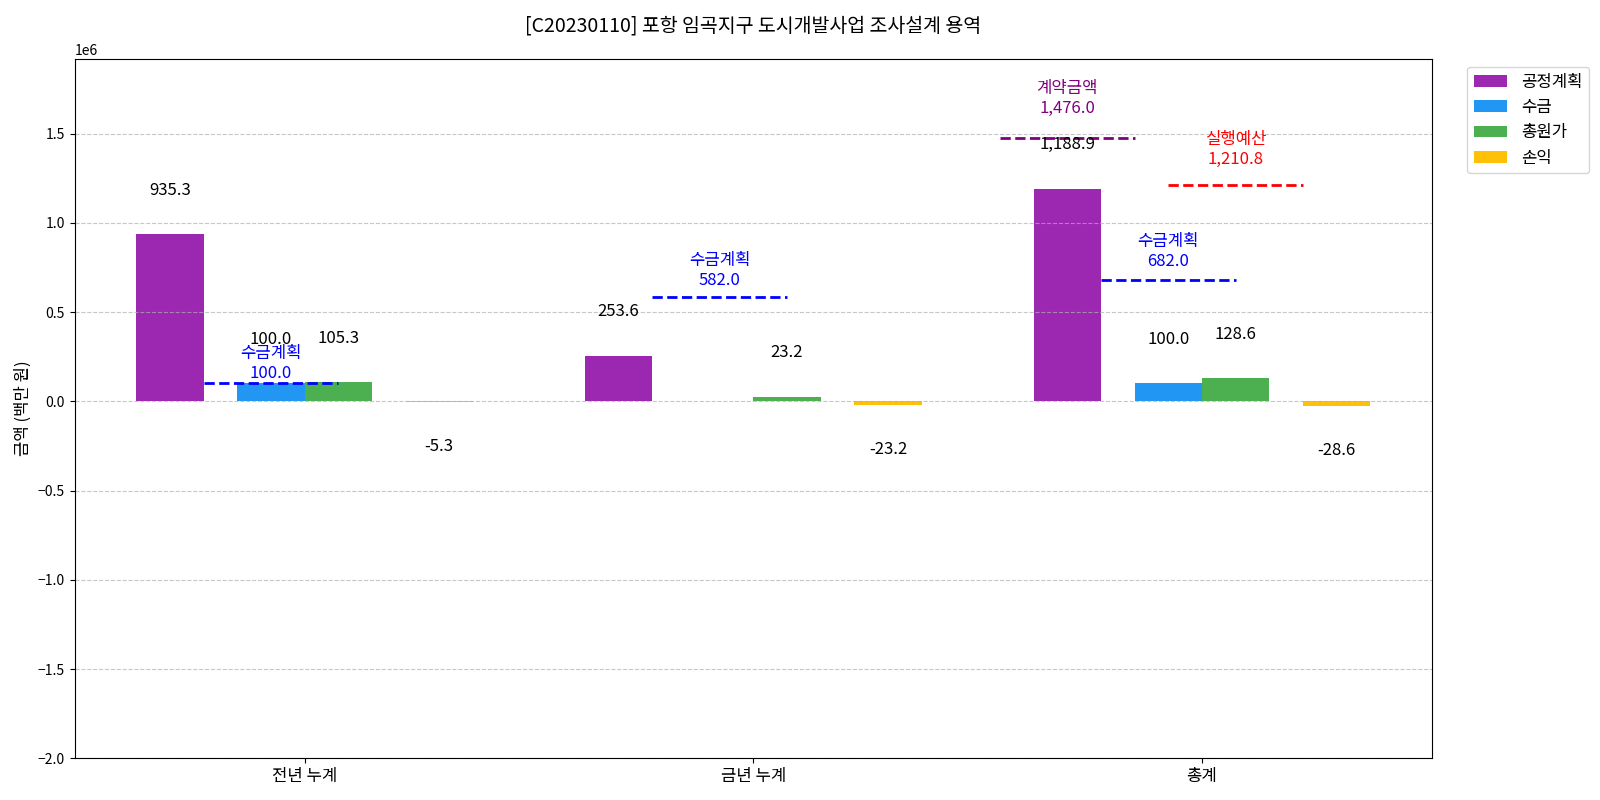 [C20230110] 포항 임곡지구 도시개발사업 조사설계 용역
1e6
공정계획
수금
총원가
손익
계약금액
1,476.0
1,188.9
실행예산
1,210.8
935.3
수금계획
682.0
수금계획
582.0
253.6
100.0
105.3
수금계획
100.0
23.2
100.0
128.6
-5.3
-23.2
-28.6
1.5
1.0
0.5
0.0
−0.5
−1.0
−1.5
−2.0
금액 (백만 원)
전년 누계
금년 누계
총계